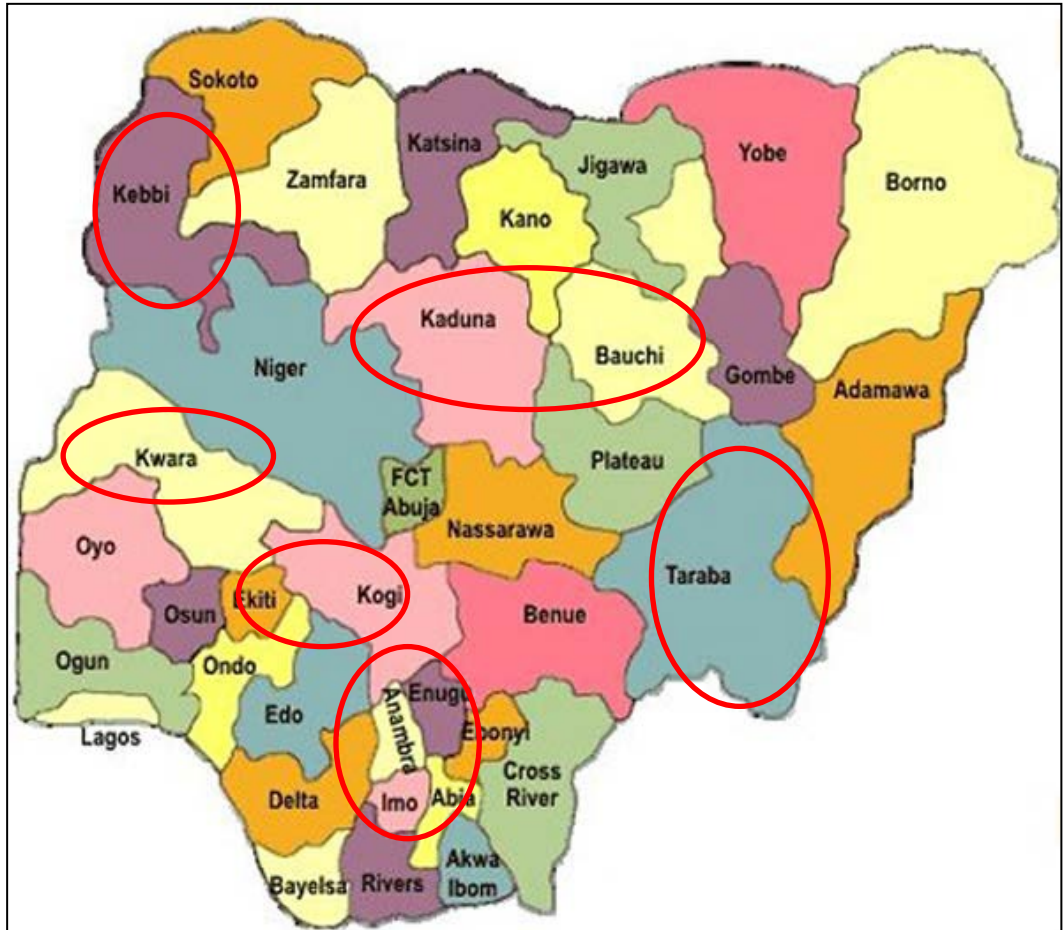 Sokoto
Katsina
Yobe
Jigawa
Kebbi
Zamfara
Borno
Kano
Kaduna
Bauchi
Niger
Gombe
Adamawa
Kwara
Plateau
FCT
Abuja
Nassarawa
Oyo
Taraba
Kogi
Ekiti
Osun
Benue
Ogun
Ondo
Enugu
Anambra
Edo
Ebonyi
Lagos
Cross
River
Delta
Imo
Abia
Akwa
Ibom
Bayelsa
Rivers